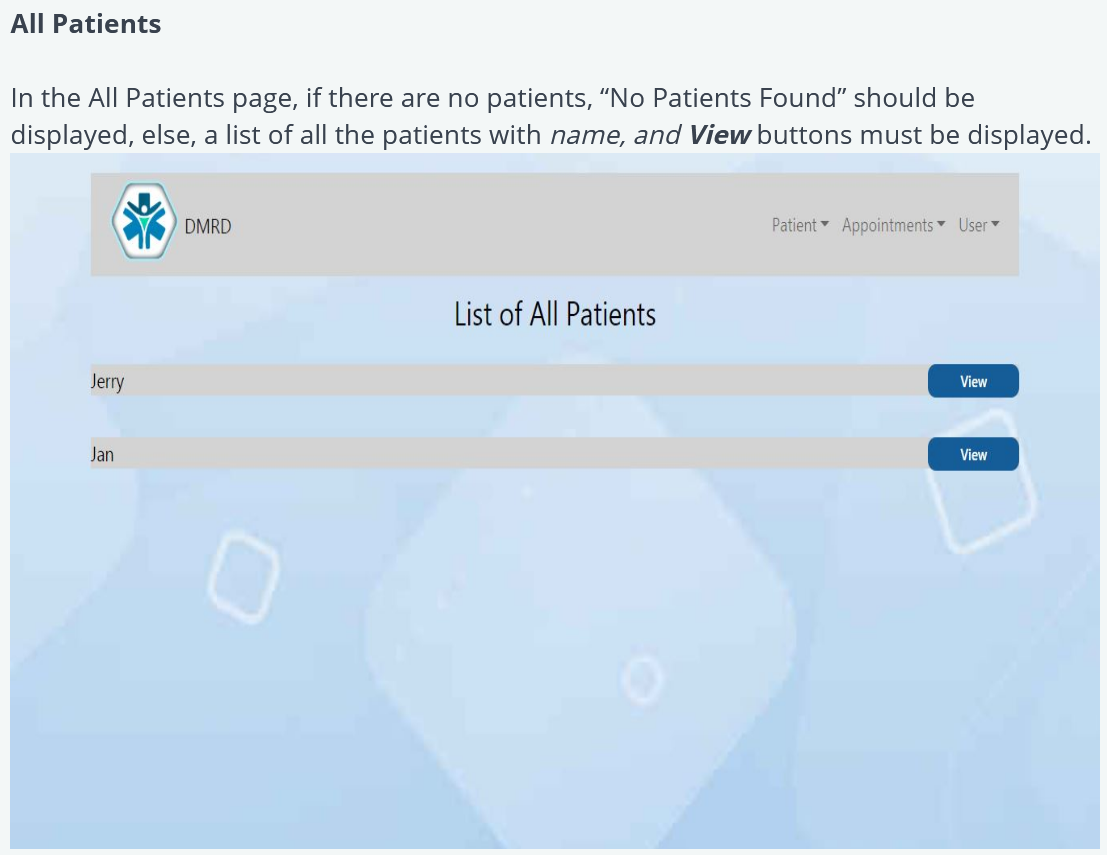 All Patients
In the All Patients page, if there are no patients, “No Patients Found” should be
displayed, else, a list of all the patients with name, and View buttons must be displayed.
DMRD Patient Appointments User
List of All Patients
Jerry View
Jan View